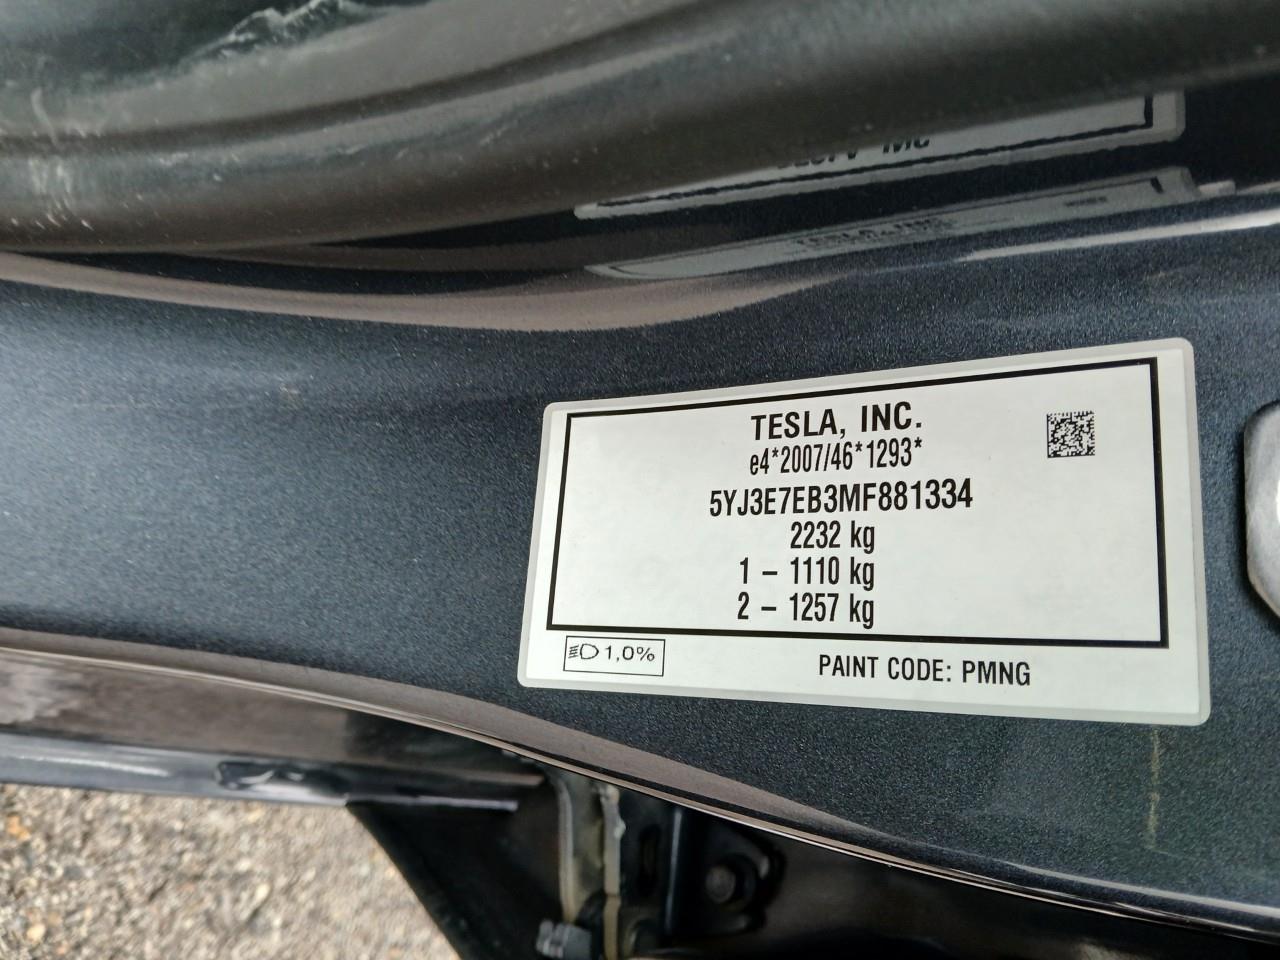 TESLA, INC.
e4*2007/46*1293*
5YJ3E7EB3MF881334
2232 kg
1 – 1110 kg
2 – 1257 kg
1,0%
PAINT CODE: PMNG